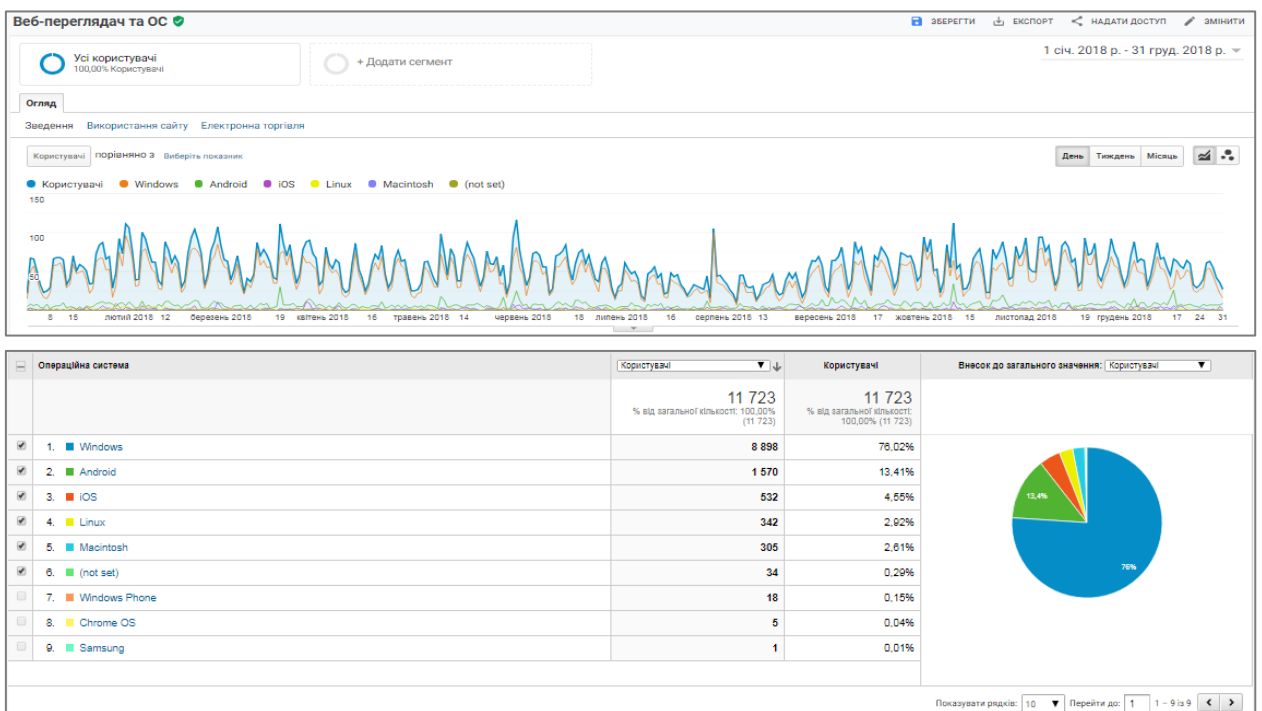 Веб-переглядач та ОС
ЗБЕРЕГТИ ЕКСПОРТ НАДАТИ ДОСТУП ЗМІНИТИ
Усі користувачі
100,00% Користувачі
+ Додати сегмент
1 січ. 2018 р. - 31 груд. 2018 р.
Огляд
Зведення Використання сайту Електронна торгівля
Користувачі порівняно з Виберіть показник
День Тиждень Місяць
Користувачі Windows Android iOS Linux Macintosh (not set)
150
100
50
8 15 лютий 2018 12 березень 2018 19 квітень 2018 16 травень 2018 14 червень 2018 18 липень 2018 16 серпень 2018 13 вересень 2018 17 жовтень 2018 15 листопад 2018 19 грудень 2018 17 24 31
Операційна система Користувачі Користувачі Внесок до загального значення: Користувачі
11 723 11 723
% від загальної кількості: 100,00% (11 723) % від загальної кількості: 100,00% (11 723)
1. Windows 8 898 76,02%
2. Android 1 570 13,41%
3. iOS 532 4,55%
4. Linux 342 2,92%
5. Macintosh 305 2,61%
6. (not set) 34 0,29%
7. Windows Phone 18 0,15%
8. Chrome OS 5 0,04%
9. Samsung 1 0,01%
13,4%
76%
Показувати рядків: 10 Перейти до: 1 1 – 9 із 9